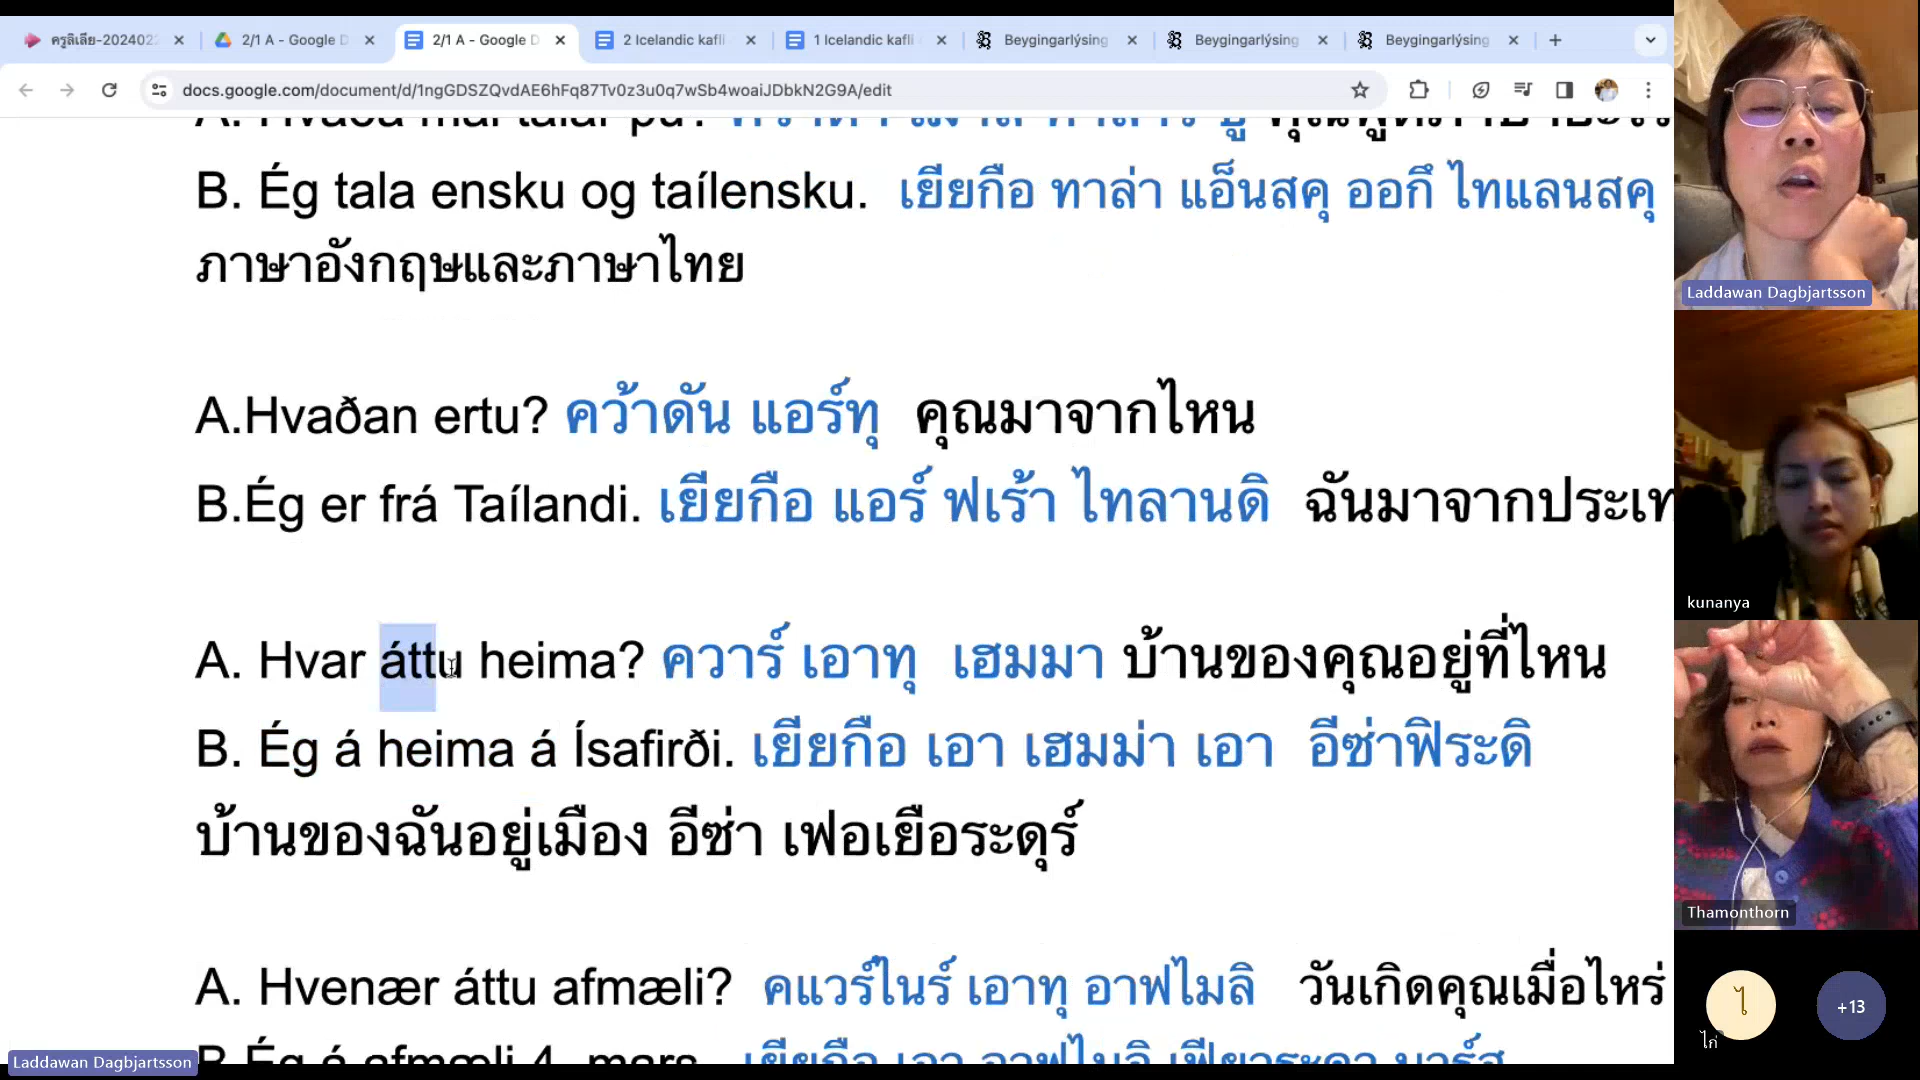 ครูลิเลีย-2024022
2/1 A - Google D
2/1 A - Google D
2 Icelandic kafli
1 Icelandic kafli
Beygingarlýsing
Beygingarlýsing
Beygingarlýsing
docs.google.com/document/d/1ngGDSZQvdAE6hFq87Tv0z3u0q7wSb4woaiJDbkN2G9A/edit
B. Ég tala ensku og taílensku. เยียกือ ทาล่า แอ็นสคุ ออกึ ไทแลนสคุ
ภาษาอังกฤษและภาษาไทย
A.Hvaðan ertu? คว้าดัน แอร์ทุ คุณมาจากไหน
B.Ég er frá Taílandi. เยียกือ แอร์ ฟเร้า ไทลานดิ ฉันมาจากประเท
A. Hvar áttu heima? ควาร์ เอาทุ เฮมมา บ้านของคุณอยู่ที่ไหน
B. Ég á heima á Ísafirði. เยียกือ เอา เฮมม่า เอา อีซ่าฟิระดิ
บ้านของฉันอยู่เมือง อีซ่า เฟอเยือระดุร์
A. Hvenær áttu afmæli? คแวร์ไนร์ เอาทุ อาฟไมลิ วันเกิดคุณเมื่อไหร่
B.Ég á afmæli 4. mars.
Laddawan Dagbjartsson
kunanya
Thamonthorn
ไ
ไก่
+13
Laddawan Dagbjartsson